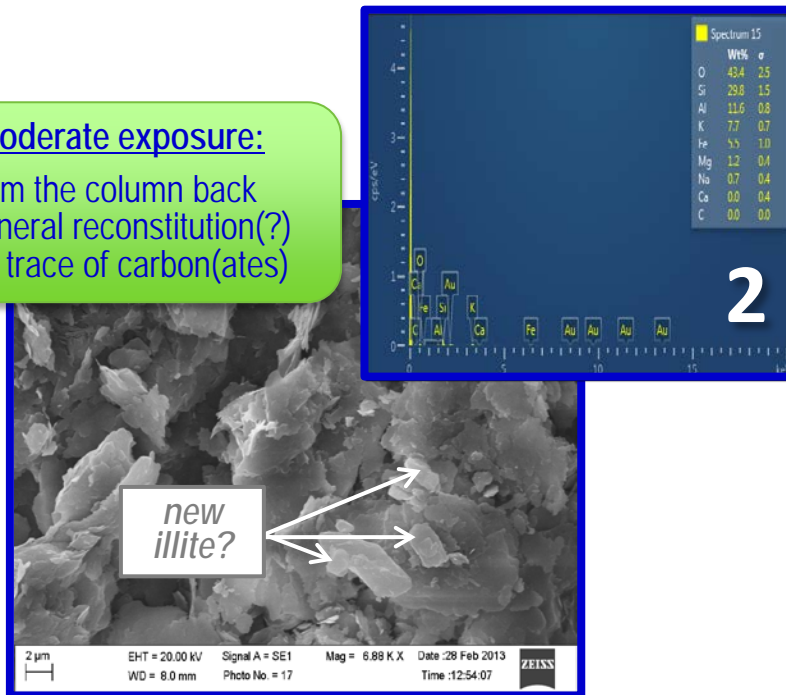 oderate exposure:
m the column back
neral reconstitution(?)
trace of carbon(ates)
cps/eV
4
3
2
1
0
Spectrum 15
Wt% σ
O 43.4 2.5
Si 29.8 1.5
Al 11.6 0.8
K 7.7 0.7
Fe 5.5 1.0
Mg 1.2 0.4
Na 0.7 0.4
Ca 0.0 0.4
C 0.0 0.0
2
O
Ca Au
Fe Si K
C Al Ca Fe Au Au Au Au
0 5 10 15
new
illite?
2 µm
EHT = 20.00 kV Signal A = SE1 Mag = 6.88 K X Date :28 Feb 2013
WD = 8.0 mm Photo No. = 17 Time :12:54:07
ZEISS